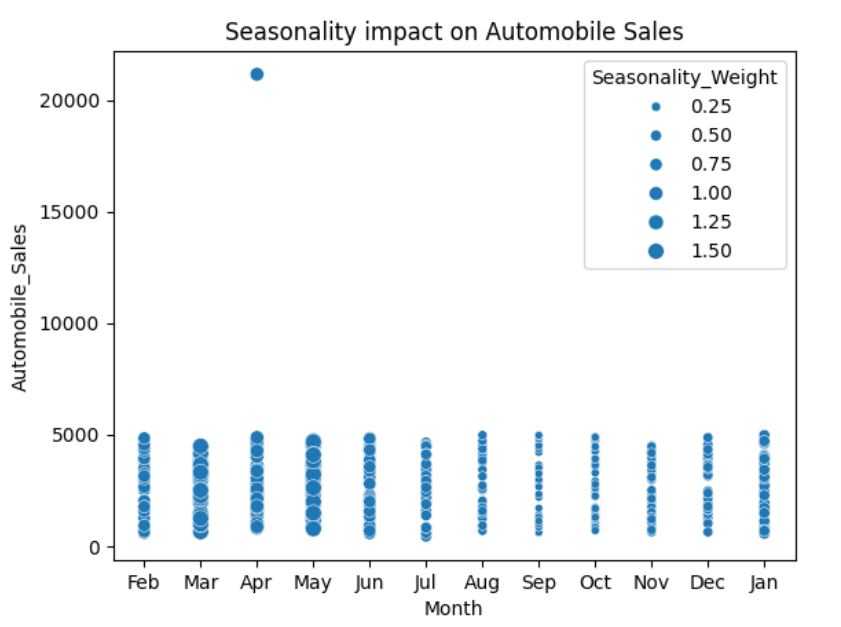 Seasonality impact on Automobile Sales
Automobile_Sales
20000
15000
10000
5000
0
Seasonality_Weight
0.25
0.50
0.75
1.00
1.25
1.50
Feb Mar Apr May Jun Jul Aug Sep Oct Nov Dec Jan
Month